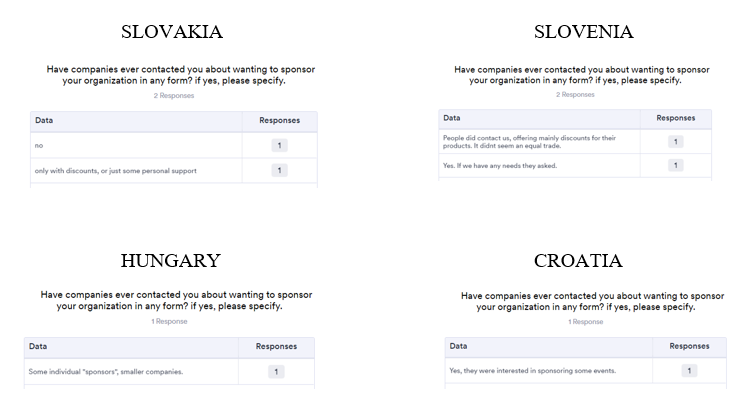 SLOVAKIA
Have companies ever contacted you about wanting to sponsor
your organization in any form? if yes, please specify.
2 Responses
Data Responses
no 1
only with discounts, or just some personal support 1
SLOVENIA
Have companies ever contacted you about wanting to sponsor
your organization in any form? if yes, please specify.
2 Responses
Data Responses
People did contact us, offering mainly discounts for their
products. It didnt seem an equal trade. 1
Yes. If we have any needs they asked. 1
HUNGARY
Have companies ever contacted you about wanting to sponsor
your organization in any form? if yes, please specify.
1 Response
Data Responses
Some individual "sponsors", smaller companies. 1
CROATIA
Have companies ever contacted you about wanting to sponsor
your organization in any form? if yes, please specify.
1 Response
Data Responses
Yes, they were interested in sponsoring some events. 1